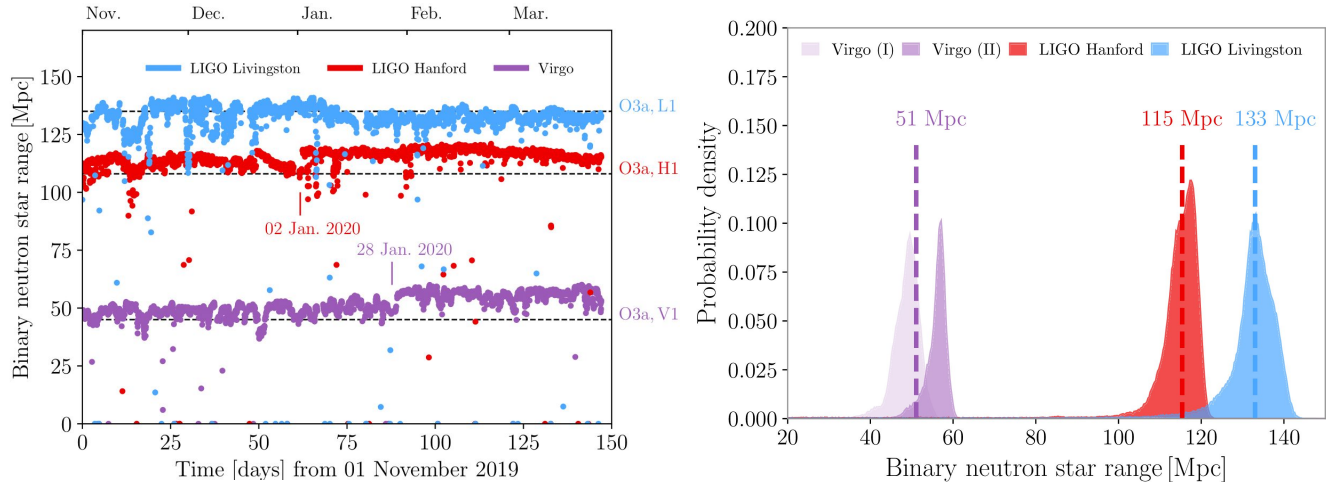 Nov. Dec. Jan. Feb. Mar.
LIGO Livingston LIGO Hanford Virgo
Binary neutron star range [Mpc]
150
125
100
75
50
25
0
O3a, L1
O3a, H1
O3a, V1
02 Jan. 2020
28 Jan. 2020
0 25 50 75 100 125 150
Time [days] from 01 November 2019
Probability density
0.200
0.175
0.150
0.125
0.100
0.075
0.050
0.025
0.000
Virgo (I) Virgo (II) LIGO Hanford LIGO Livingston
51 Mpc 115 Mpc 133 Mpc
20 40 60 80 100 120 140
Binary neutron star range [Mpc]